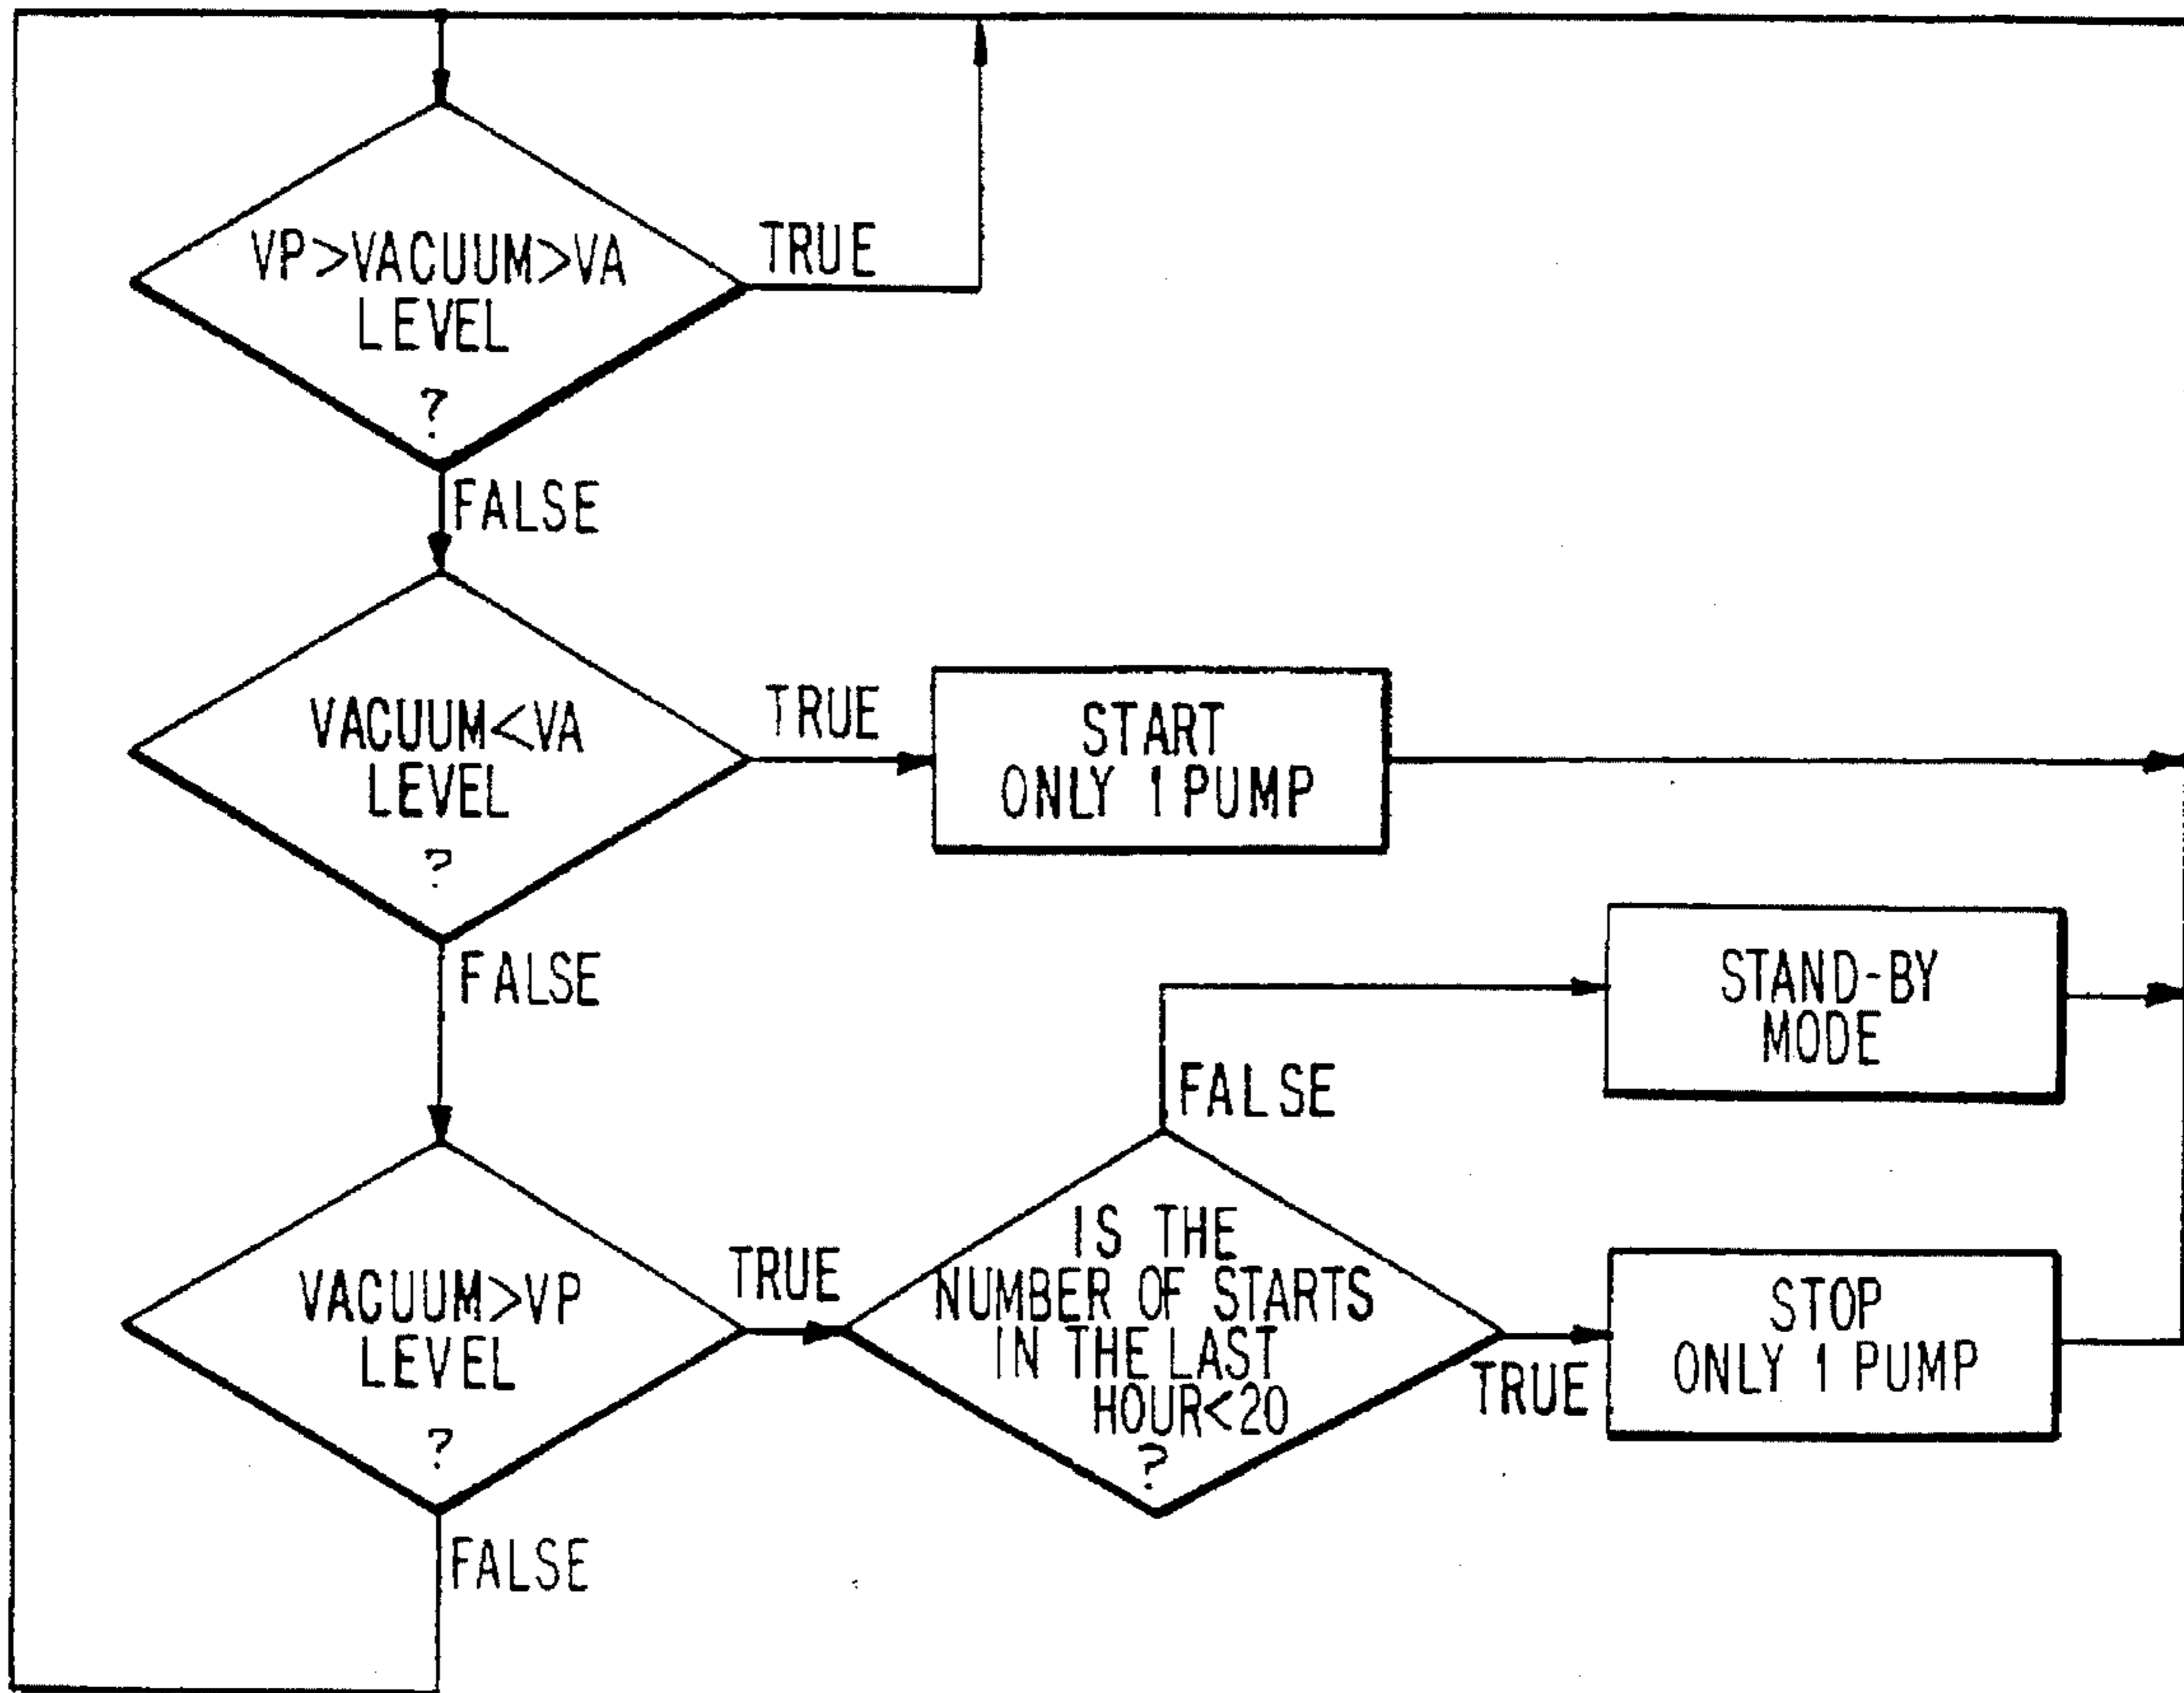 VP>VACUUM>VA
LEVEL
?
TRUE
FALSE
VACUUM<VA
LEVEL
?
TRUE
START
ONLY 1 PUMP
FALSE
STAND-BY
MODE
FALSE
VACUUM>VP
LEVEL
?
TRUE
IS THE
NUMBER OF STARTS
IN THE LAST
HOUR<20
?
TRUE
STOP
ONLY 1 PUMP
FALSE